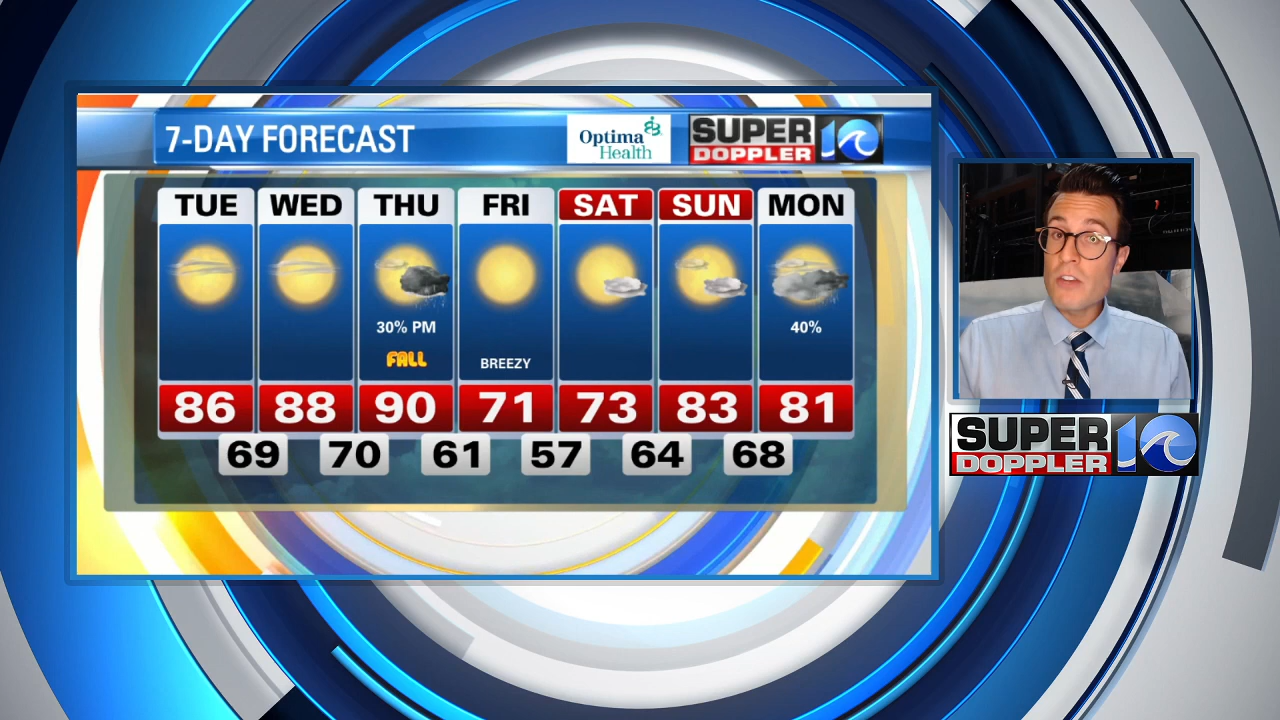 7-DAY FORECAST
Optima
Health
SUPER
DOPPLER 10
TUE WED THU FRI SAT SUN MON
30% PM 40%
FALL BREEZY
86 88 90 71 73 83 81
69 70 61 57 64 68
SUPER
DOPPLER 10